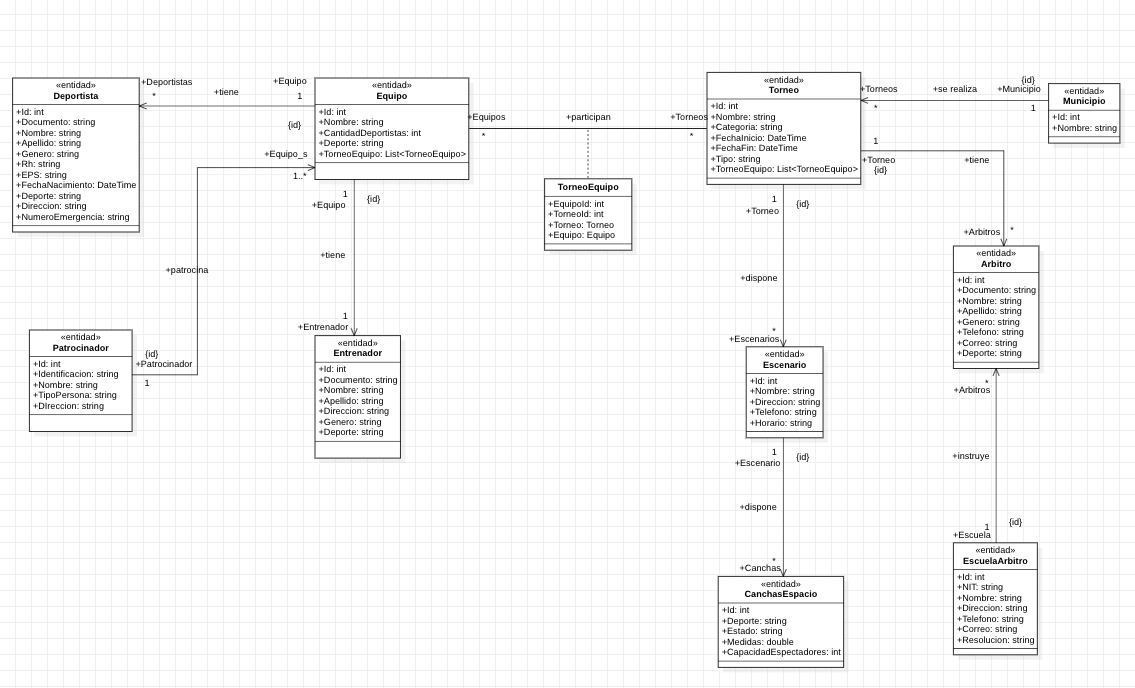 «entidad»
Deportista
+Id: int
+Documento: string
+Nombre: string
+Apellido: string
+Genero: string
+Rh: string
+EPS: string
+FechaNacimiento: DateTime
+Deporte: string
+Direccion: string
+NumeroEmergencia: string
+Deportistas
*
+tiene
+Equipo
1
{id}
«entidad»
Equipo
+Id: int
+Nombre: string
+CantidadDeportistas: int
+Deporte: string
+TorneoEquipo: List<TorneoEquipo>
+Equipo_s
1..*
+patrocina
«entidad»
Patrocinador
+Id: int
+Identificacion: string
+Nombre: string
+TipoPersona: string
+DIreccion: string
{id}
+Patrocinador
1
1
+Equipo
{id}
+tiene
1
+Entrenador
«entidad»
Entrenador
+Id: int
+Documento: string
+Nombre: string
+Apellido: string
+Direccion: string
+Genero: string
+Deporte: string
+Equipos
*
+participan
+Torneos
*
TorneoEquipo
+EquipoId: int
+TorneoId: int
+Torneo: Torneo
+Equipo: Equipo
«entidad»
Torneo
+Id: int
+Nombre: string
+Categoria: string
+FechaInicio: DateTime
+FechaFin: DateTime
+Tipo: string
+TorneoEquipo: List<TorneoEquipo>
+Torneos
*
+se realiza
{id}
+Municipio
1
«entidad»
Municipio
+Id: int
+Nombre: string
1
+Torneo
{id}
+tiene
+Arbitros
*
«entidad»
Arbitro
+Id: int
+Documento: string
+Nombre: string
+Apellido: string
+Genero: string
+Telefono: string
+Correo: string
+Deporte: string
1
+Torneo
{id}
+dispone
*
+Escenarios
«entidad»
Escenario
+Id: int
+Nombre: string
+Direccion: string
+Telefono: string
+Horario: string
1
+Escenario
{id}
+dispone
*
+Canchas
«entidad»
CanchasEspacio
+Id: int
+Deporte: string
+Estado: string
+Medidas: double
+CapacidadEspectadores: int
*
+Arbitros
+instruye
{id}
1
+Escuela
«entidad»
EscuelaArbitro
+Id: int
+NIT: string
+Nombre: string
+Direccion: string
+Telefono: string
+Correo: string
+Resolucion: string